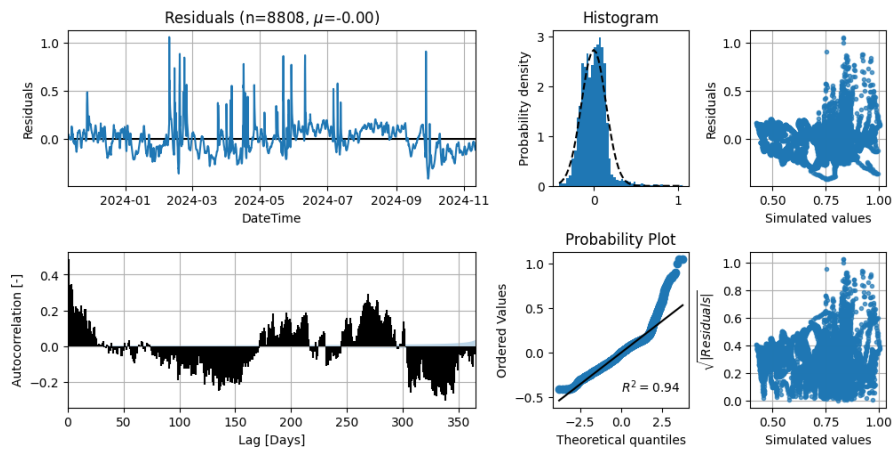 Residuals (n=8808, μ=-0.00)
Residuals
1.0
0.5
0.0
2024-01 2024-03 2024-05 2024-07 2024-09 2024-11
DateTime
Histogram
Probability density
3
2
1
0
0 1
Residuals
1.0
0.5
0.0
0.50 0.75 1.00
Simulated values
Autocorrelation [-]
0.4
0.2
0.0
−0.2
0 50 100 150 200 250 300 350
Lag [Days]
Probability Plot
Ordered Values
1.0
0.5
0.0
−0.5
R² = 0.94
−2.5 0.0 2.5
Theoretical quantiles
√|Residuals|
1.0
0.8
0.6
0.4
0.2
0.0
0.50 0.75 1.00
Simulated values